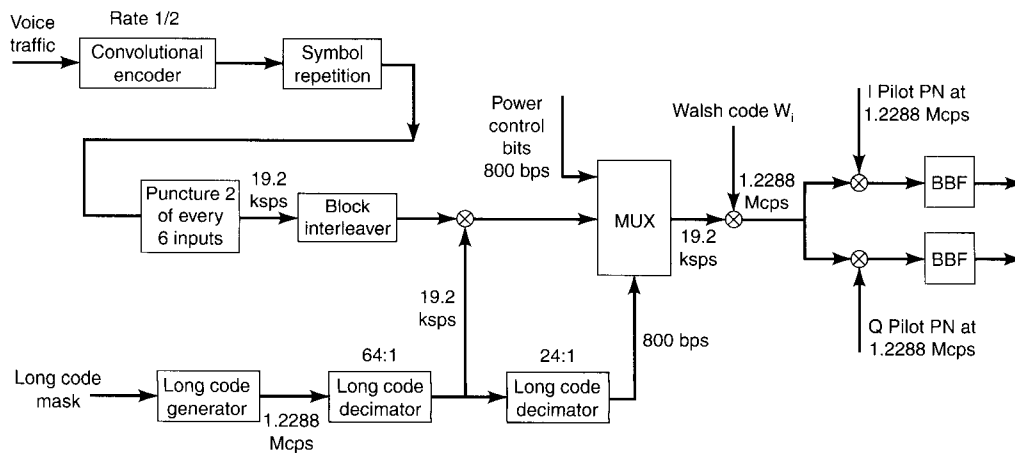 Voice
traffic
Rate 1/2
Convolutional
encoder
Symbol
repetition
Puncture 2
of every
6 inputs
19.2
ksps
Block
interleaver
19.2
ksps
Power
control
bits
800 bps
MUX
19.2
ksps
Walsh code Wi
1.2288
Mcps
I Pilot PN at
1.2288 Mcps
BBF
BBF
Q Pilot PN at
1.2288 Mcps
Long code
mask
Long code
generator
1.2288
Mcps
64:1
Long code
decimator
24:1
Long code
decimator
800 bps